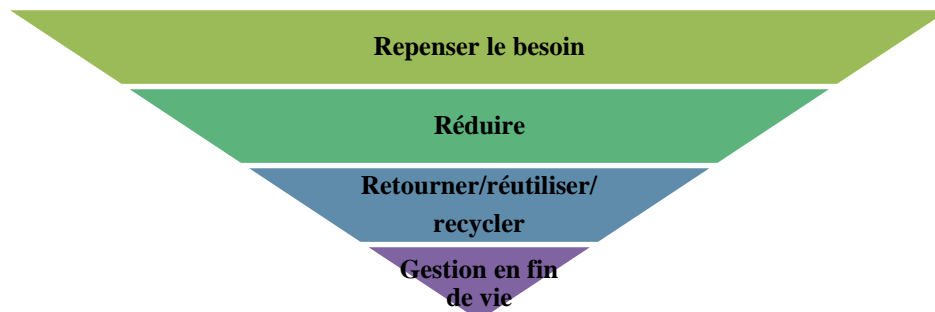 Repenser le besoin
Réduire
Retourner/réutiliser/
recycler
Gestion en fin
de vie